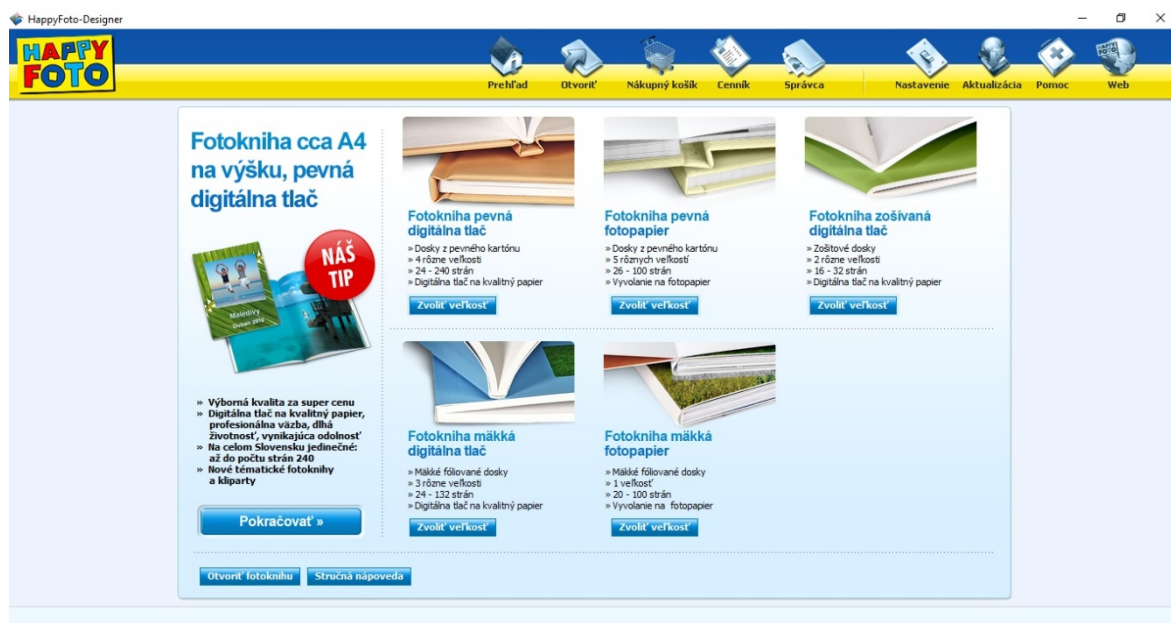 HappyFoto-Designer
HAPPY
FOTO
Prehľad
Otvoriť
Nákupný košík
Cenník
Správca
Nastavenie
Aktualizácia
Pomoc
Web
Fotokniha cca A4
na výšku, pevná
digitálna tlač
NÁŠ
TIP
Maledivy
» Výborná kvalita za super cenu
» Digitálna tlač na kvalitný papier,
profesionálna väzba, dlhá
životnosť, vynikajúca odolnosť
» Na celom Slovensku jedinečné:
až do počtu strán 240
» Nové tématické fotoknihy
a kliparty
Pokračovať »
Fotokniha pevná
digitálna tlač
» Dosky z pevného kartónu
» 4 rôzne veľkosti
» 24 - 240 strán
» Digitálna tlač na kvalitný papier
Zvoliť veľkosť
Fotokniha pevná
fotopapier
» Dosky z pevného kartónu
» 5 rôznych veľkostí
» 26 - 100 strán
» Vyvolanie na fotopapier
Zvoliť veľkosť
Fotokniha zošívaná
digitálna tlač
» Zošitové dosky
» 2 rôzne veľkosti
» 16 - 32 strán
» Digitálna tlač na kvalitný papier
Zvoliť veľkosť
Fotokniha mäkká
digitálna tlač
» Mäkké fóliované dosky
» 3 rôzne veľkosti
» 24 - 132 strán
» Digitálna tlač na kvalitný papier
Zvoliť veľkosť
Fotokniha mäkká
fotopapier
» Mäkké fóliované dosky
» 1 veľkosť
» 20 - 100 strán
» Vyvolanie na fotopapier
Zvoliť veľkosť
Otvoriť fotoknihu
Stručná nápoveda